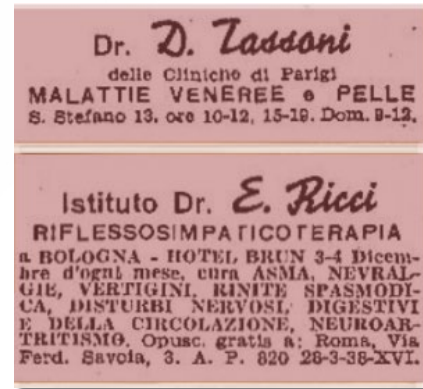 Dr. D. Tassoni
delle Cliniche di Parigi
MALATTIE VENEREE e PELLE
S. Stefano 13. ore 10-12, 15-19. Dom. 9-12.
Istituto Dr. E. Ricci
RIFLESSOSIMPATICOTERAPIA
a BOLOGNA - HOTEL BRUN 3-4 Dicem-
bre d'ogni mese, cura ASMA, NEVRAL-
GIE, VERTIGINI, RINITE SPASMODI-
CA, DISTURBI NERVOSI, DIGESTIVI
E DELLA CIRCOLAZIONE, NEUROAR-
TRITISMO. Opusc. gratis a: Roma, Via
Ferd. Savoia, 3. A. P. 820 28-3-38-XVI.